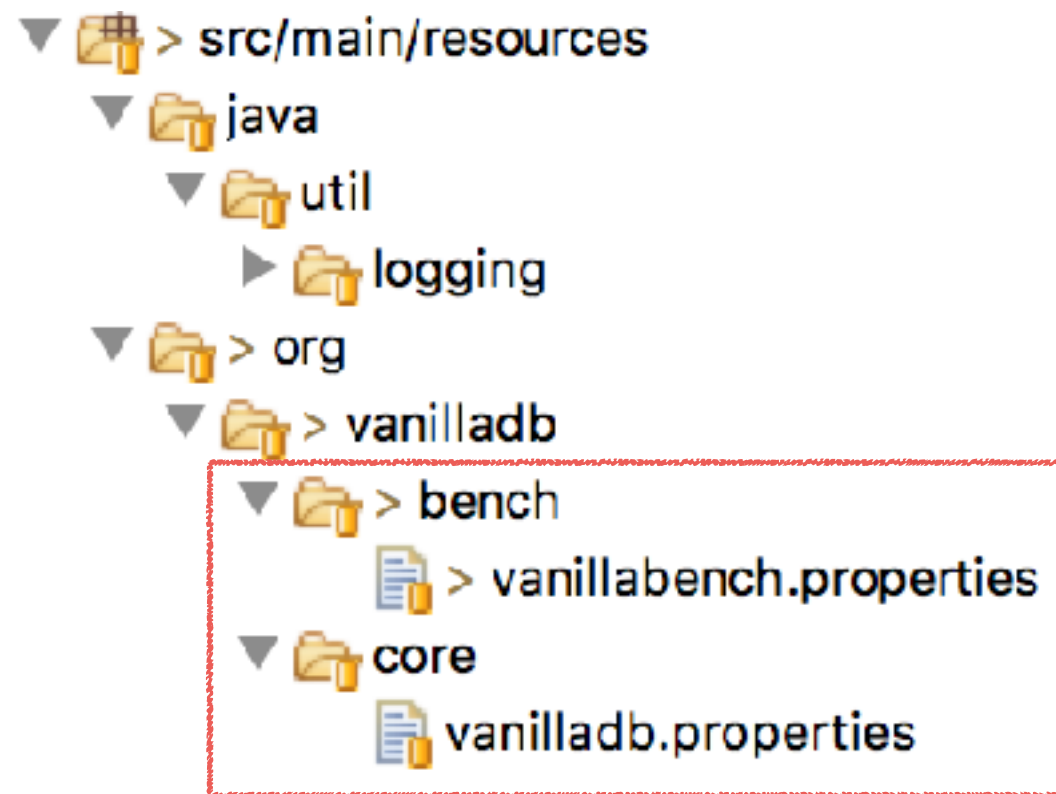 > src/main/resources
java
util
logging
> org
> vanilladb
> bench
> vanillabench.properties
core
vanilladb.properties